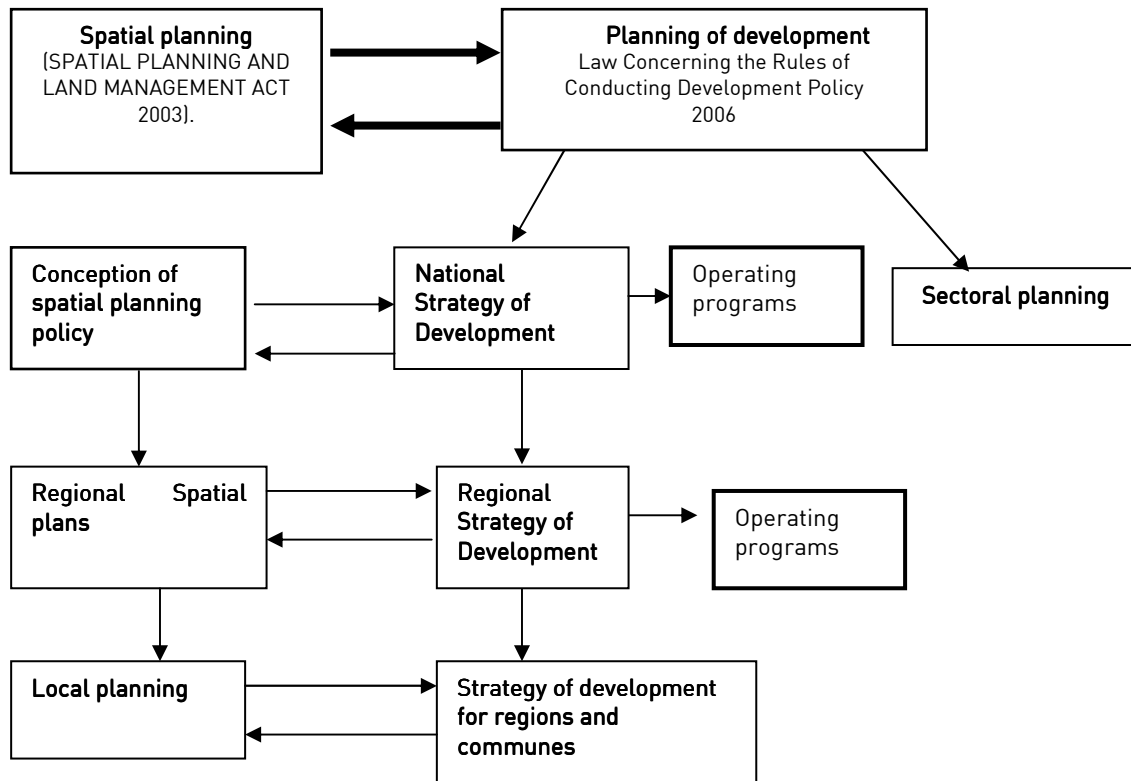 Spatial planning
(SPATIAL PLANNING AND
LAND MANAGEMENT ACT
2003).
Planning of development
Law Concerning the Rules of
Conducting Development Policy
2006
Conception of
spatial planning
policy
National
Strategy of
Development
Operating
programs
Sectoral planning
Regional Spatial
plans
Regional
Strategy of
Development
Operating
programs
Local planning
Strategy of development
for regions and
communes